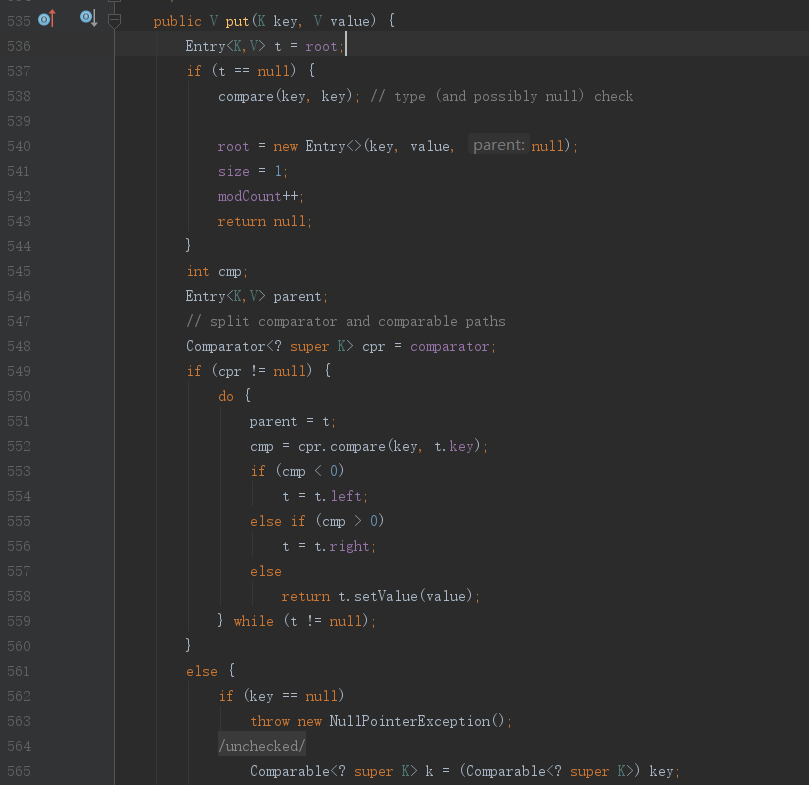 535 public V put(K key, V value) {
536 Entry<K,V> t = root;
537 if (t == null) {
538 compare(key, key); // type (and possibly null) check
539
540 root = new Entry<>(key, value, parent: null);
541 size = 1;
542 modCount++;
543 return null;
544 }
545 int cmp;
546 Entry<K,V> parent;
547 // split comparator and comparable paths
548 Comparator<? super K> cpr = comparator;
549 if (cpr != null) {
550 do {
551 parent = t;
552 cmp = cpr.compare(key, t.key);
553 if (cmp < 0)
554 t = t.left;
555 else if (cmp > 0)
556 t = t.right;
557 else
558 return t.setValue(value);
559 } while (t != null);
560 }
561 else {
562 if (key == null)
563 throw new NullPointerException();
564 /unchecked/
565 Comparable<? super K> k = (Comparable<? super K>) key;